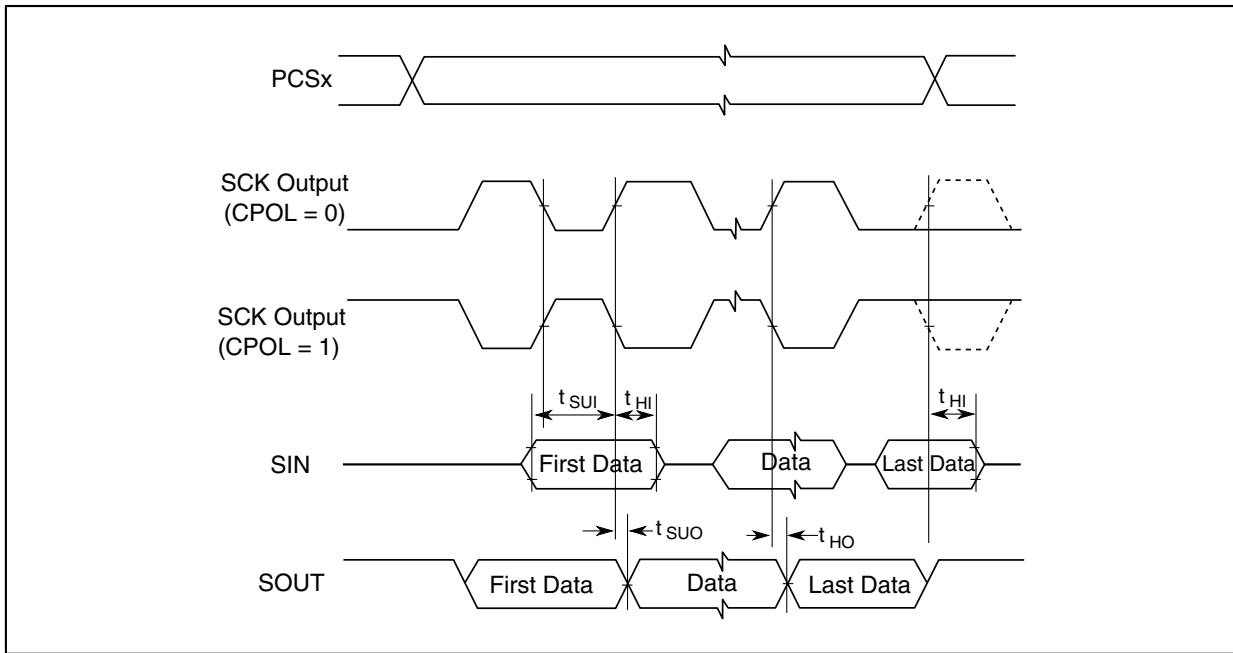 PCSx
SCK Output
(CPOL = 0)
SCK Output
(CPOL = 1)
t SUI
t HI
t HI
SIN
First Data
Data
Last Data
t SUO
t HO
SOUT
First Data
Data
Last Data